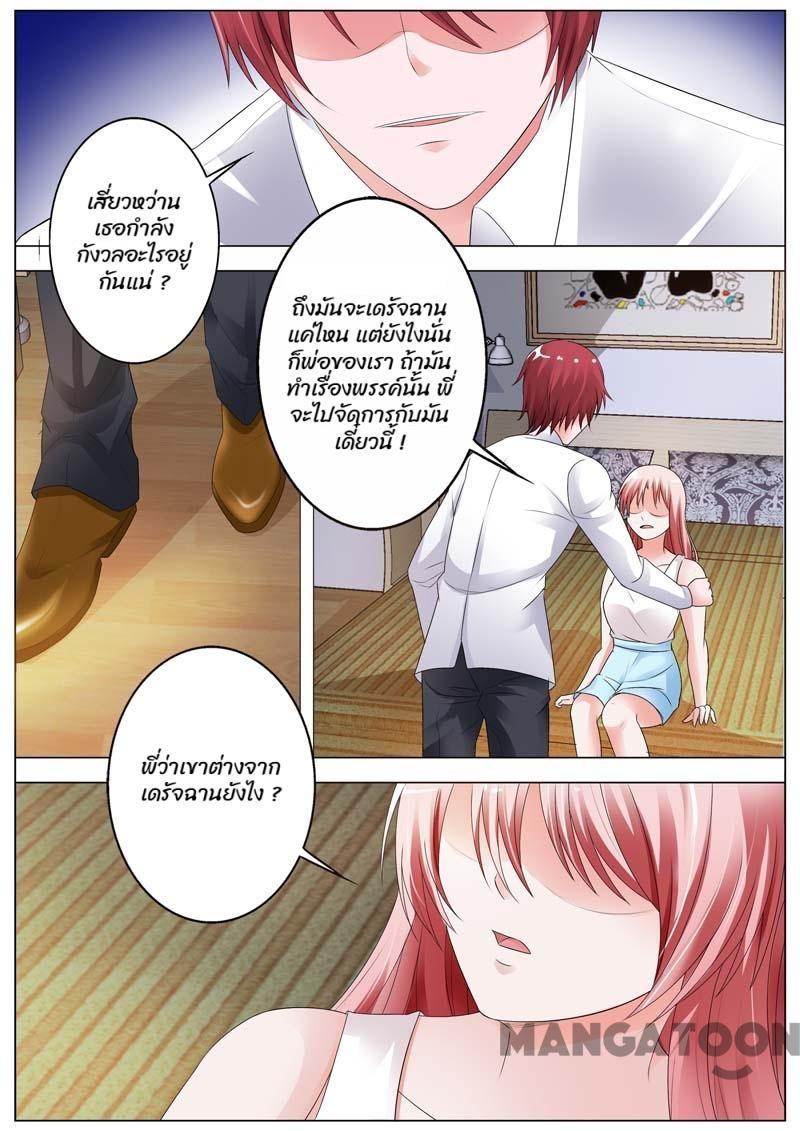 เสี่ยวหว่าน
เธอกำลัง
กังวลอะไรอยู่
กันแน่ ?
ถึงมันจะเดรัจฉาน
แค่ไหน แต่ยังไงนั่น
ก็พ่อของเรา ถ้ามัน
ทำเรื่องพรรค์นั้น พี่
จะไปจัดการกับมัน
เดี๋ยวนี้ !
พี่ว่าเขาต่างจาก
เดรัจฉานยังไง ?
MANGATOON